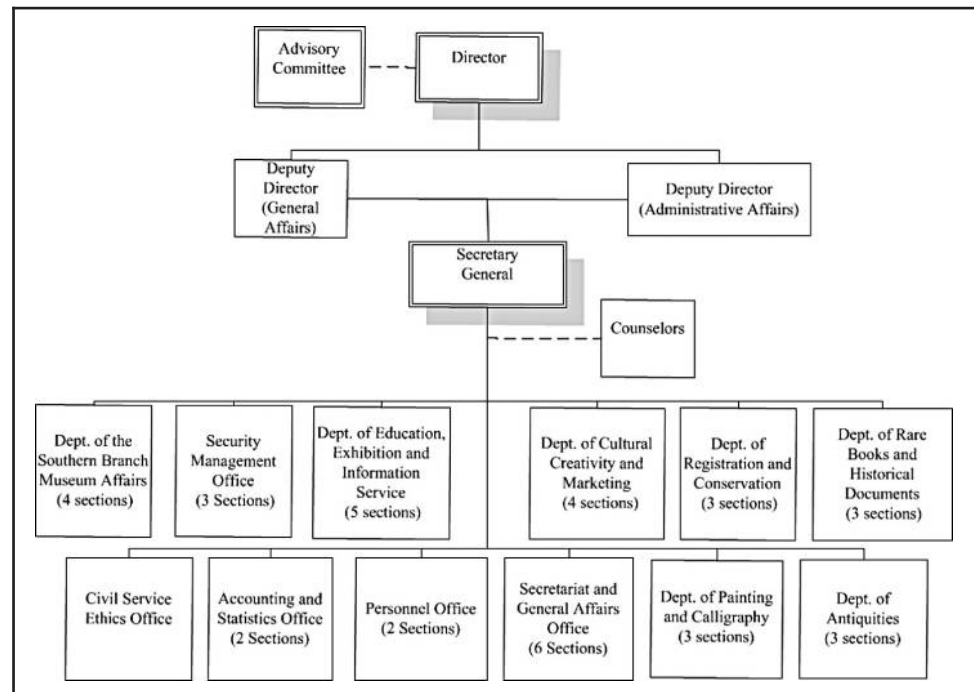 Advisory
Committee
Director
Deputy
Director
(General
Affairs)
Deputy Director
(Administrative Affairs)
Secretary
General
Counselors
Dept. of the
Southern Branch
Museum Affairs
(4 sections)
Security
Management
Office
(3 Sections)
Dept. of Education,
Exhibition and
Information
Service
(5 sections)
Dept. of Cultural
Creativity and
Marketing
(4 sections)
Dept. of
Registration and
Conservation
(3 sections)
Dept. of Rare
Books and
Historical
Documents
(3 sections)
Civil Service
Ethics Office
Accounting and
Statistics Office
(2 Sections)
Personnel Office
(2 Sections)
Secretariat and
General Affairs
Office
(6 Sections)
Dept. of Painting
and Calligraphy
(3 sections)
Dept. of
Antiquities
(3 sections)